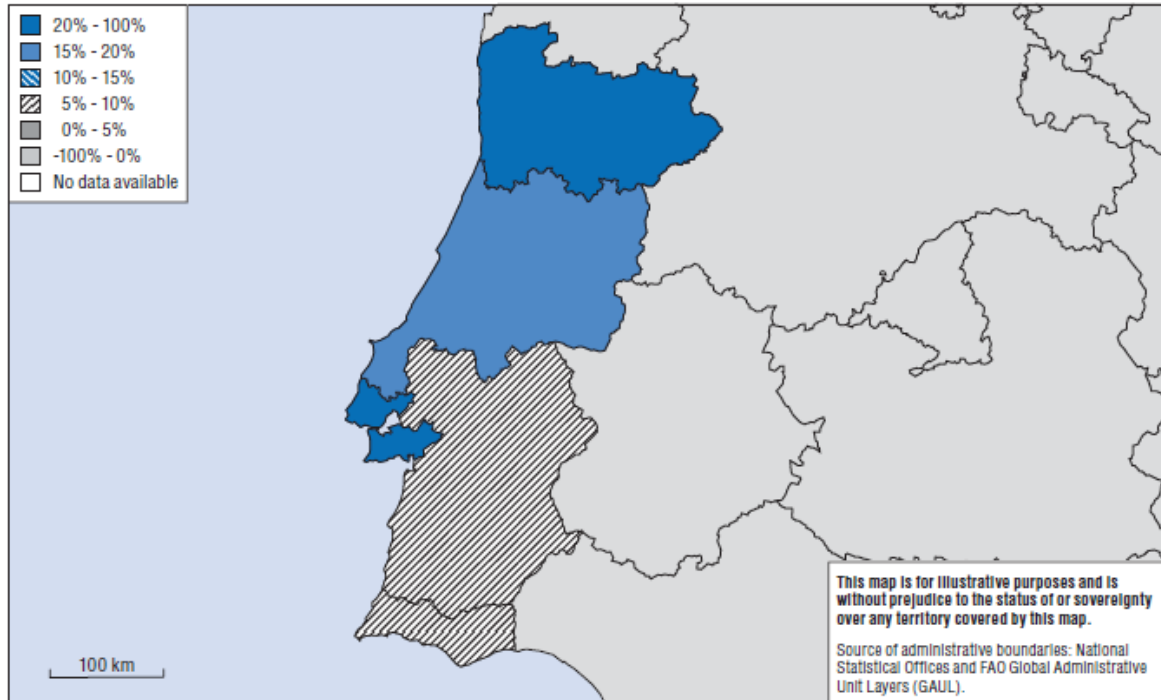 20% - 100%
15% - 20%
10% - 15%
5% - 10%
0% - 5%
-100% - 0%
No data available
100 km
This map is for illustrative purposes and is
without prejudice to the status of or sovereignty
over any territory covered by this map.
Source of administrative boundaries: National
Statistical Offices and FAO Global Administrative
Unit Layers (GAUL).